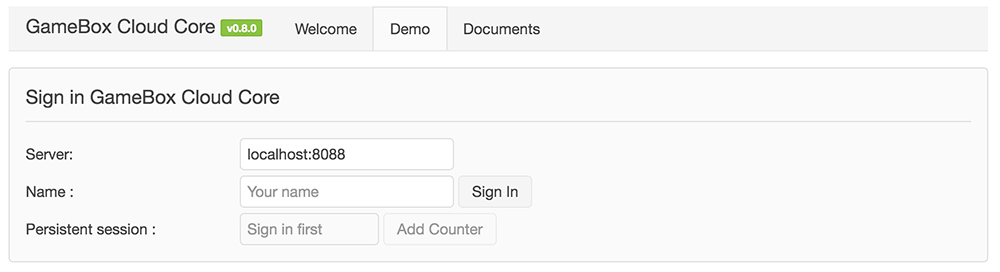 GameBox Cloud Core v0.8.0 Welcome Demo Documents
Sign in GameBox Cloud Core
Server: localhost:8088
Name : Your name Sign In
Persistent session : Sign in first Add Counter